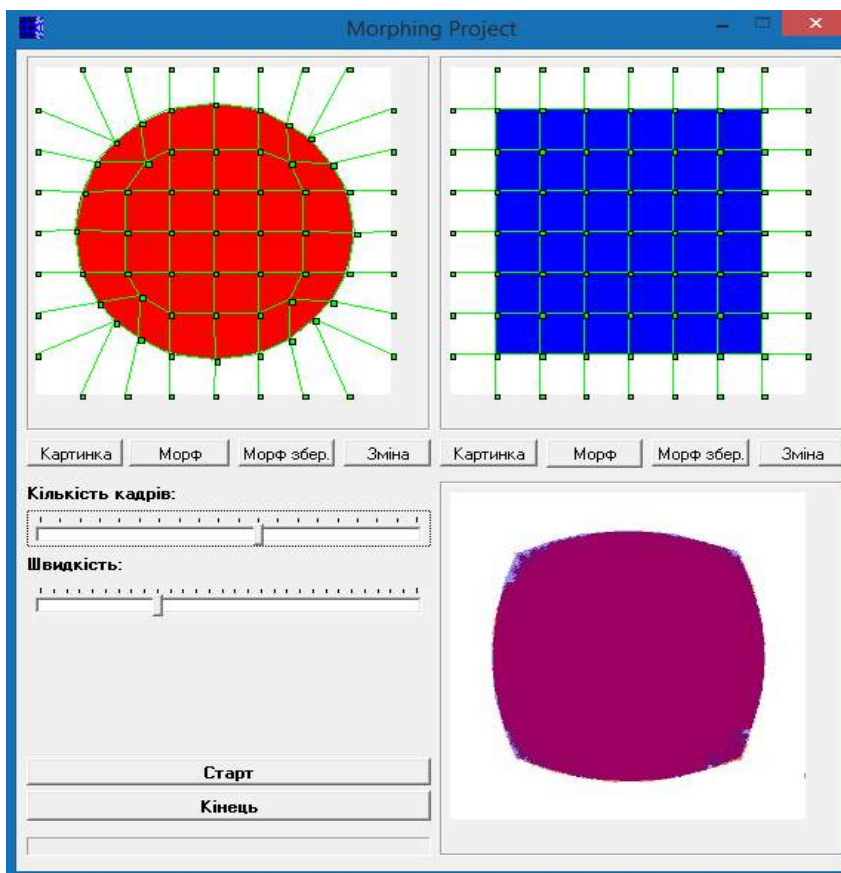 Morphing Project
Картинка Морф Морф збер. Зміна Картинка Морф Морф збер. Зміна
Кількість кадрів:
Швидкість:
Старт
Кінець